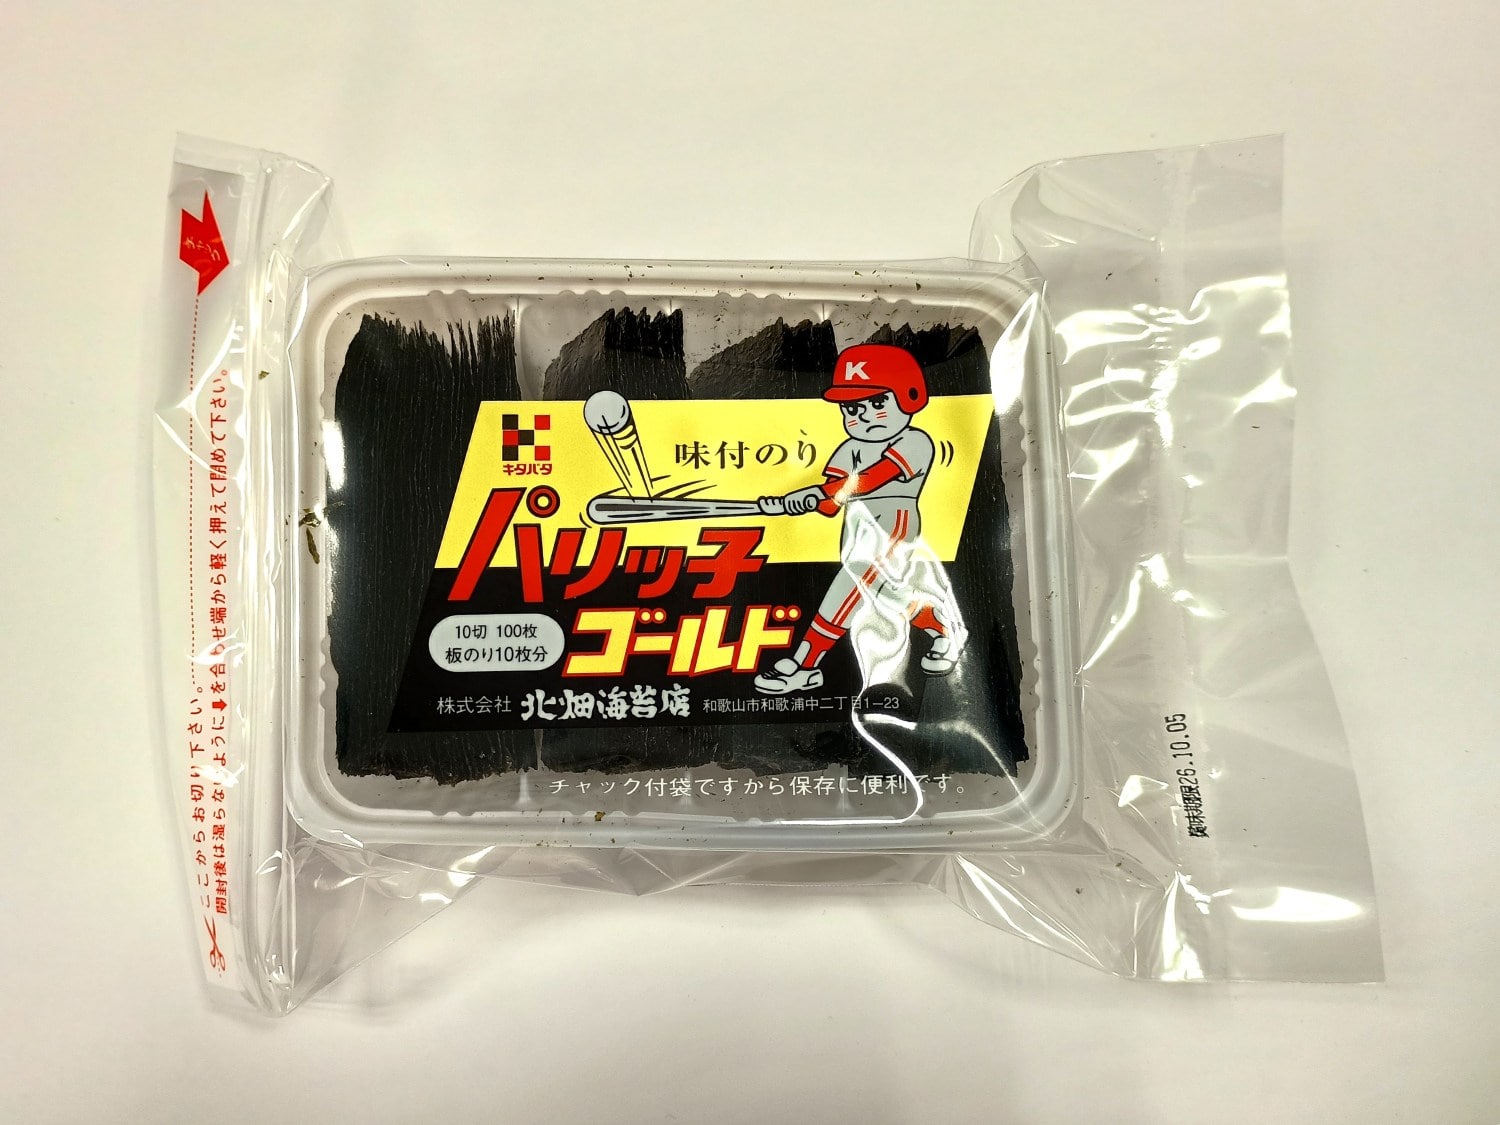 チャック
ここからお切り下さい。
開封後は湿らないように⬇を合わせ端から軽く押えて閉めて下さい。
K
キタバタ
味付のり
K
パリッ子
ゴールド
10切 100枚
板のり10枚分
株式会社 北畑海苔店 和歌山市和歌浦中二丁目1-23
チャック付袋ですから保存に便利です。
賞味期限26.10.05